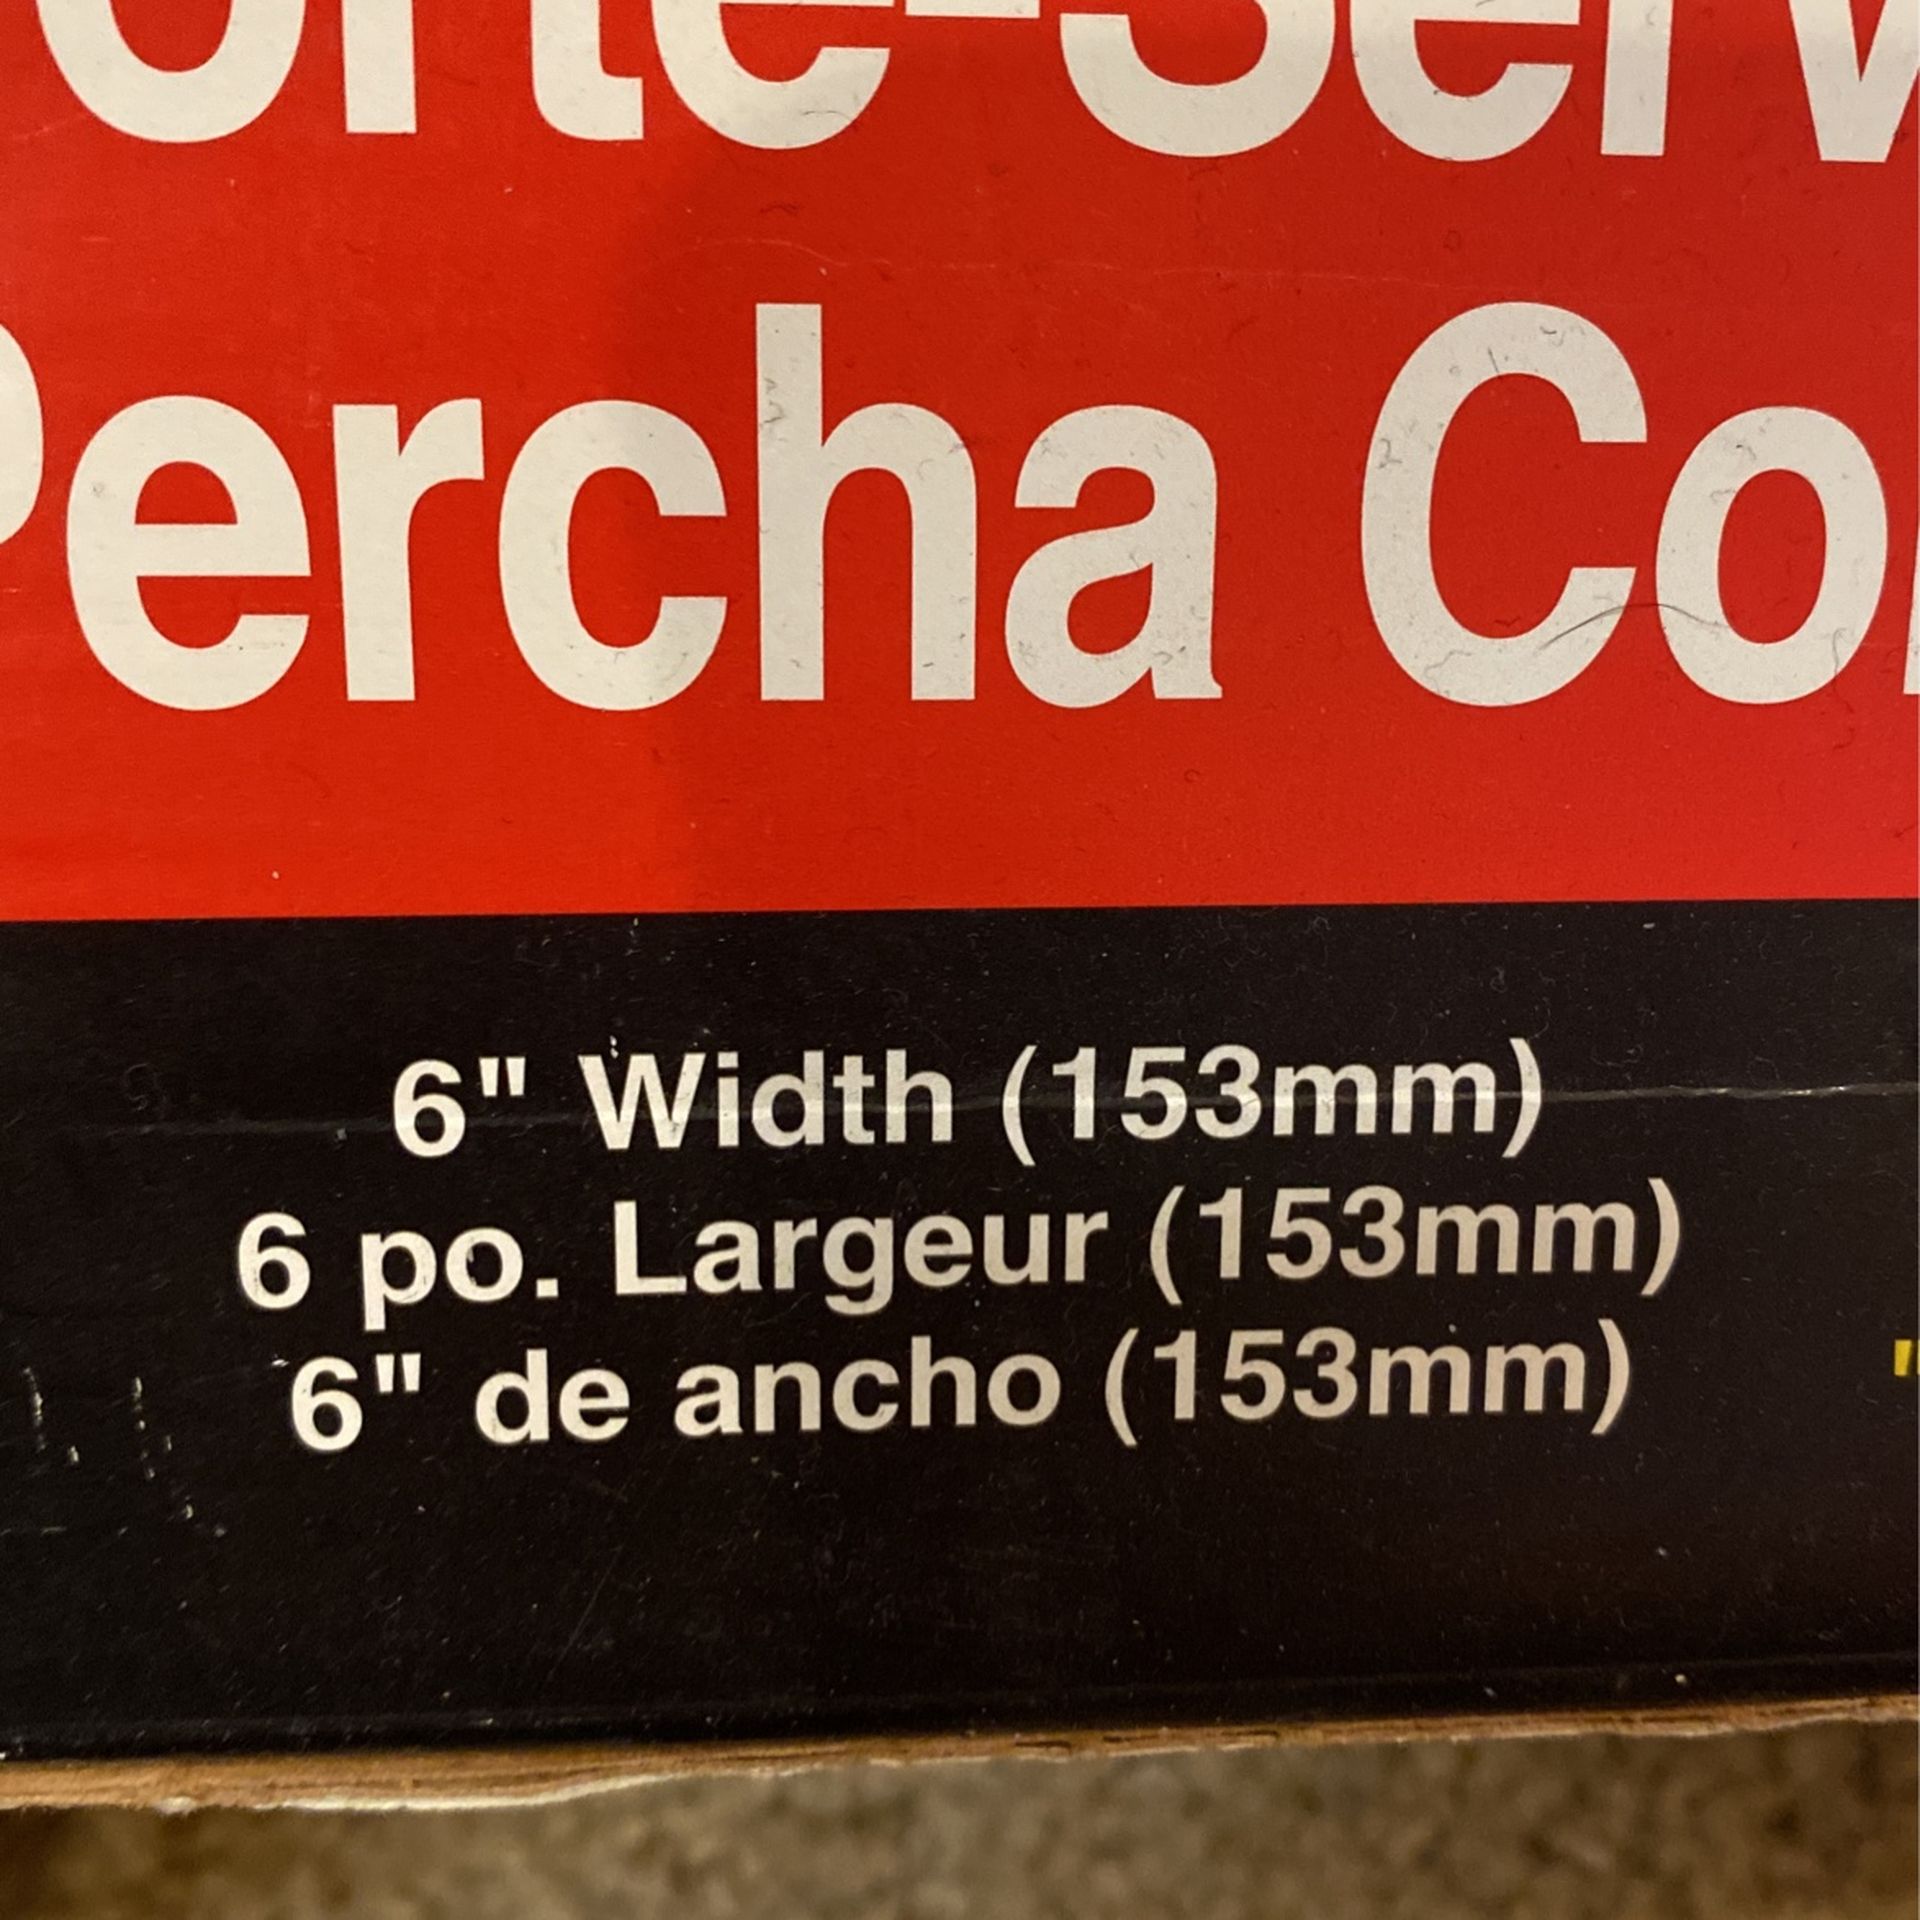 Percha
6" Width (153mm)
6 po. Largeur (153mm)
6" de ancho (153mm)